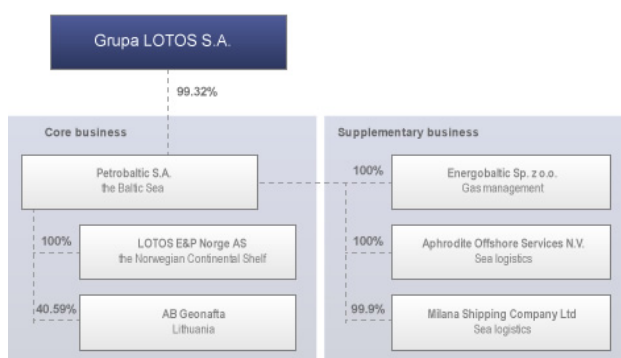 Grupa LOTOS S.A.
99.32%
Core business
Petrobaltic S.A.
the Baltic Sea
100%
LOTOS E&P Norge AS
the Norwegian Continental Shelf
40.59%
AB Geonafta
Lithuania
Supplementary business
100%
Energobaltic Sp. z o.o.
Gas management
100%
Aphrodite Offshore Services N.V.
Sea logistics
99.9%
Milana Shipping Company Ltd
Sea logistics